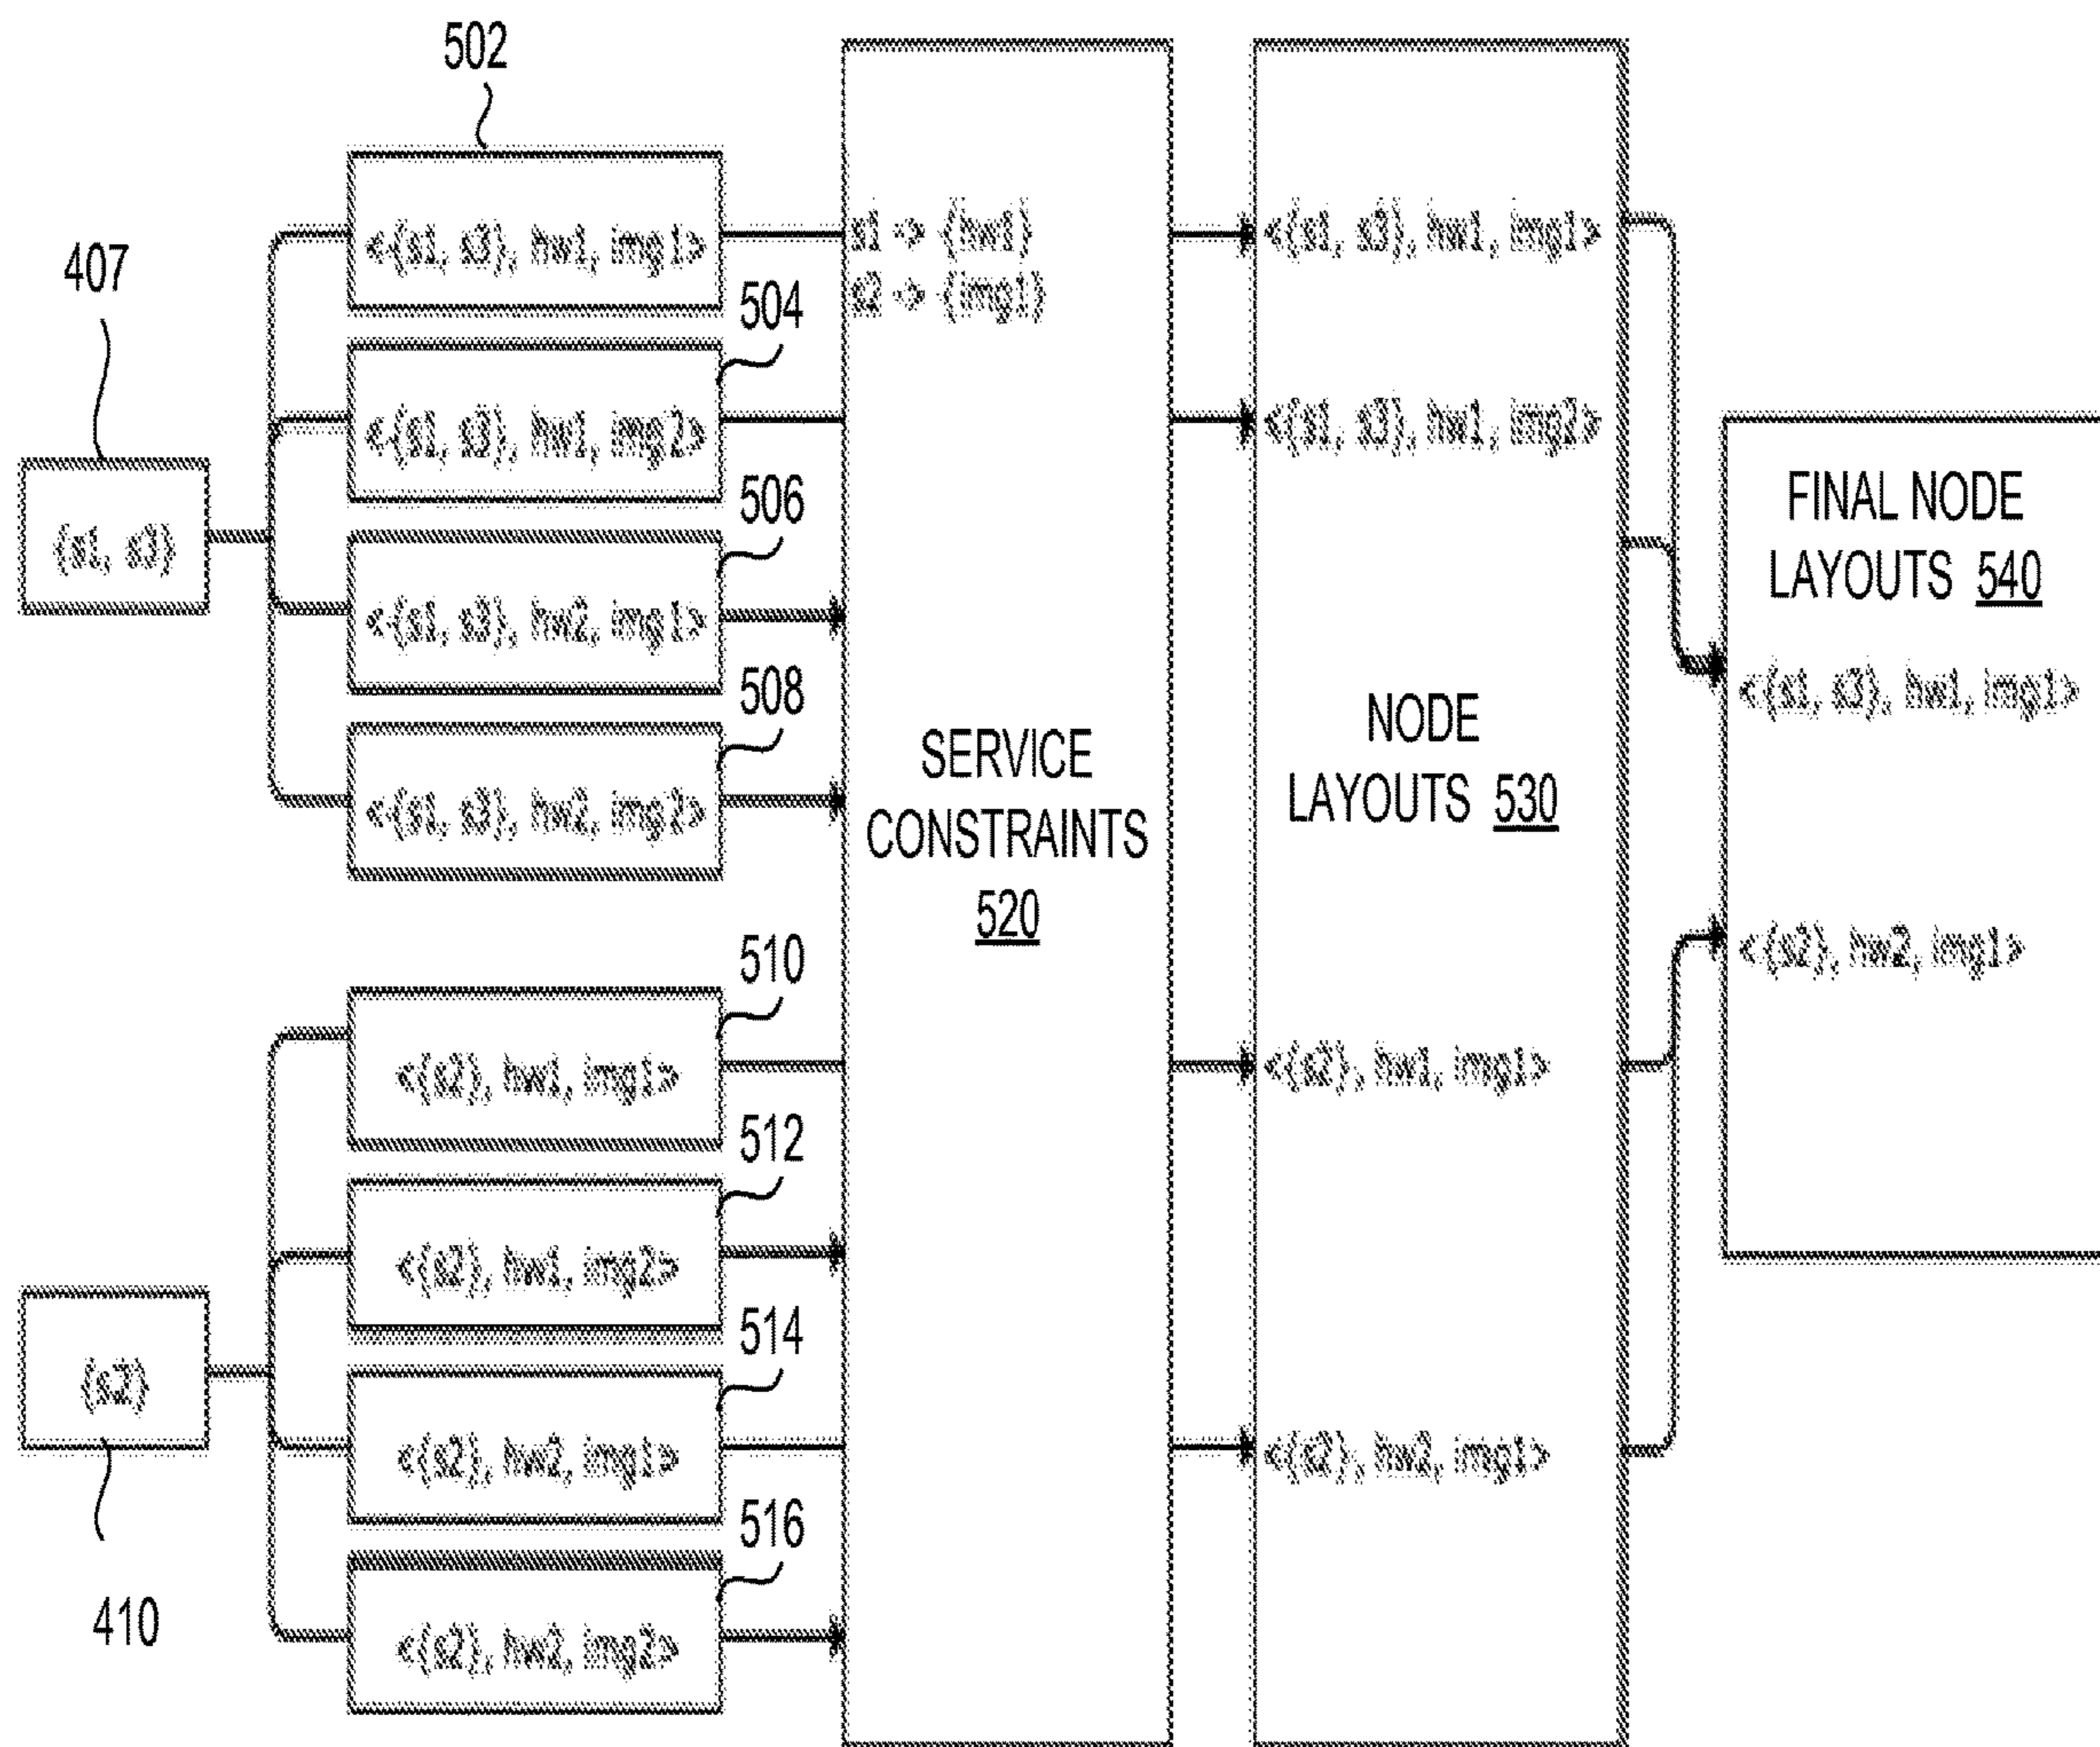 502
407
<{s1, s3}, hw1, img1>
504
<{s1, s3}, hw1, img2>
506
{s1, s3}
<{s1, s3}, hw2, img1>
508
<{s1, s3}, hw2, img2>
510
<{s2}, hw1, img1>
512
<{s2}, hw1, img2>
514
{s2}
<{s2}, hw2, img1>
516
410
<{s2}, hw2, img2>
s1 -> {hw1}
s2 -> {img1}
SERVICE
CONSTRAINTS
520
<{s1, s3}, hw1, img1>
<{s1, s3}, hw1, img2>
NODE
LAYOUTS 530
<{s2}, hw1, img1>
<{s2}, hw2, img1>
FINAL NODE
LAYOUTS 540
<{s1, s3}, hw1, img1>
<{s2}, hw2, img1>